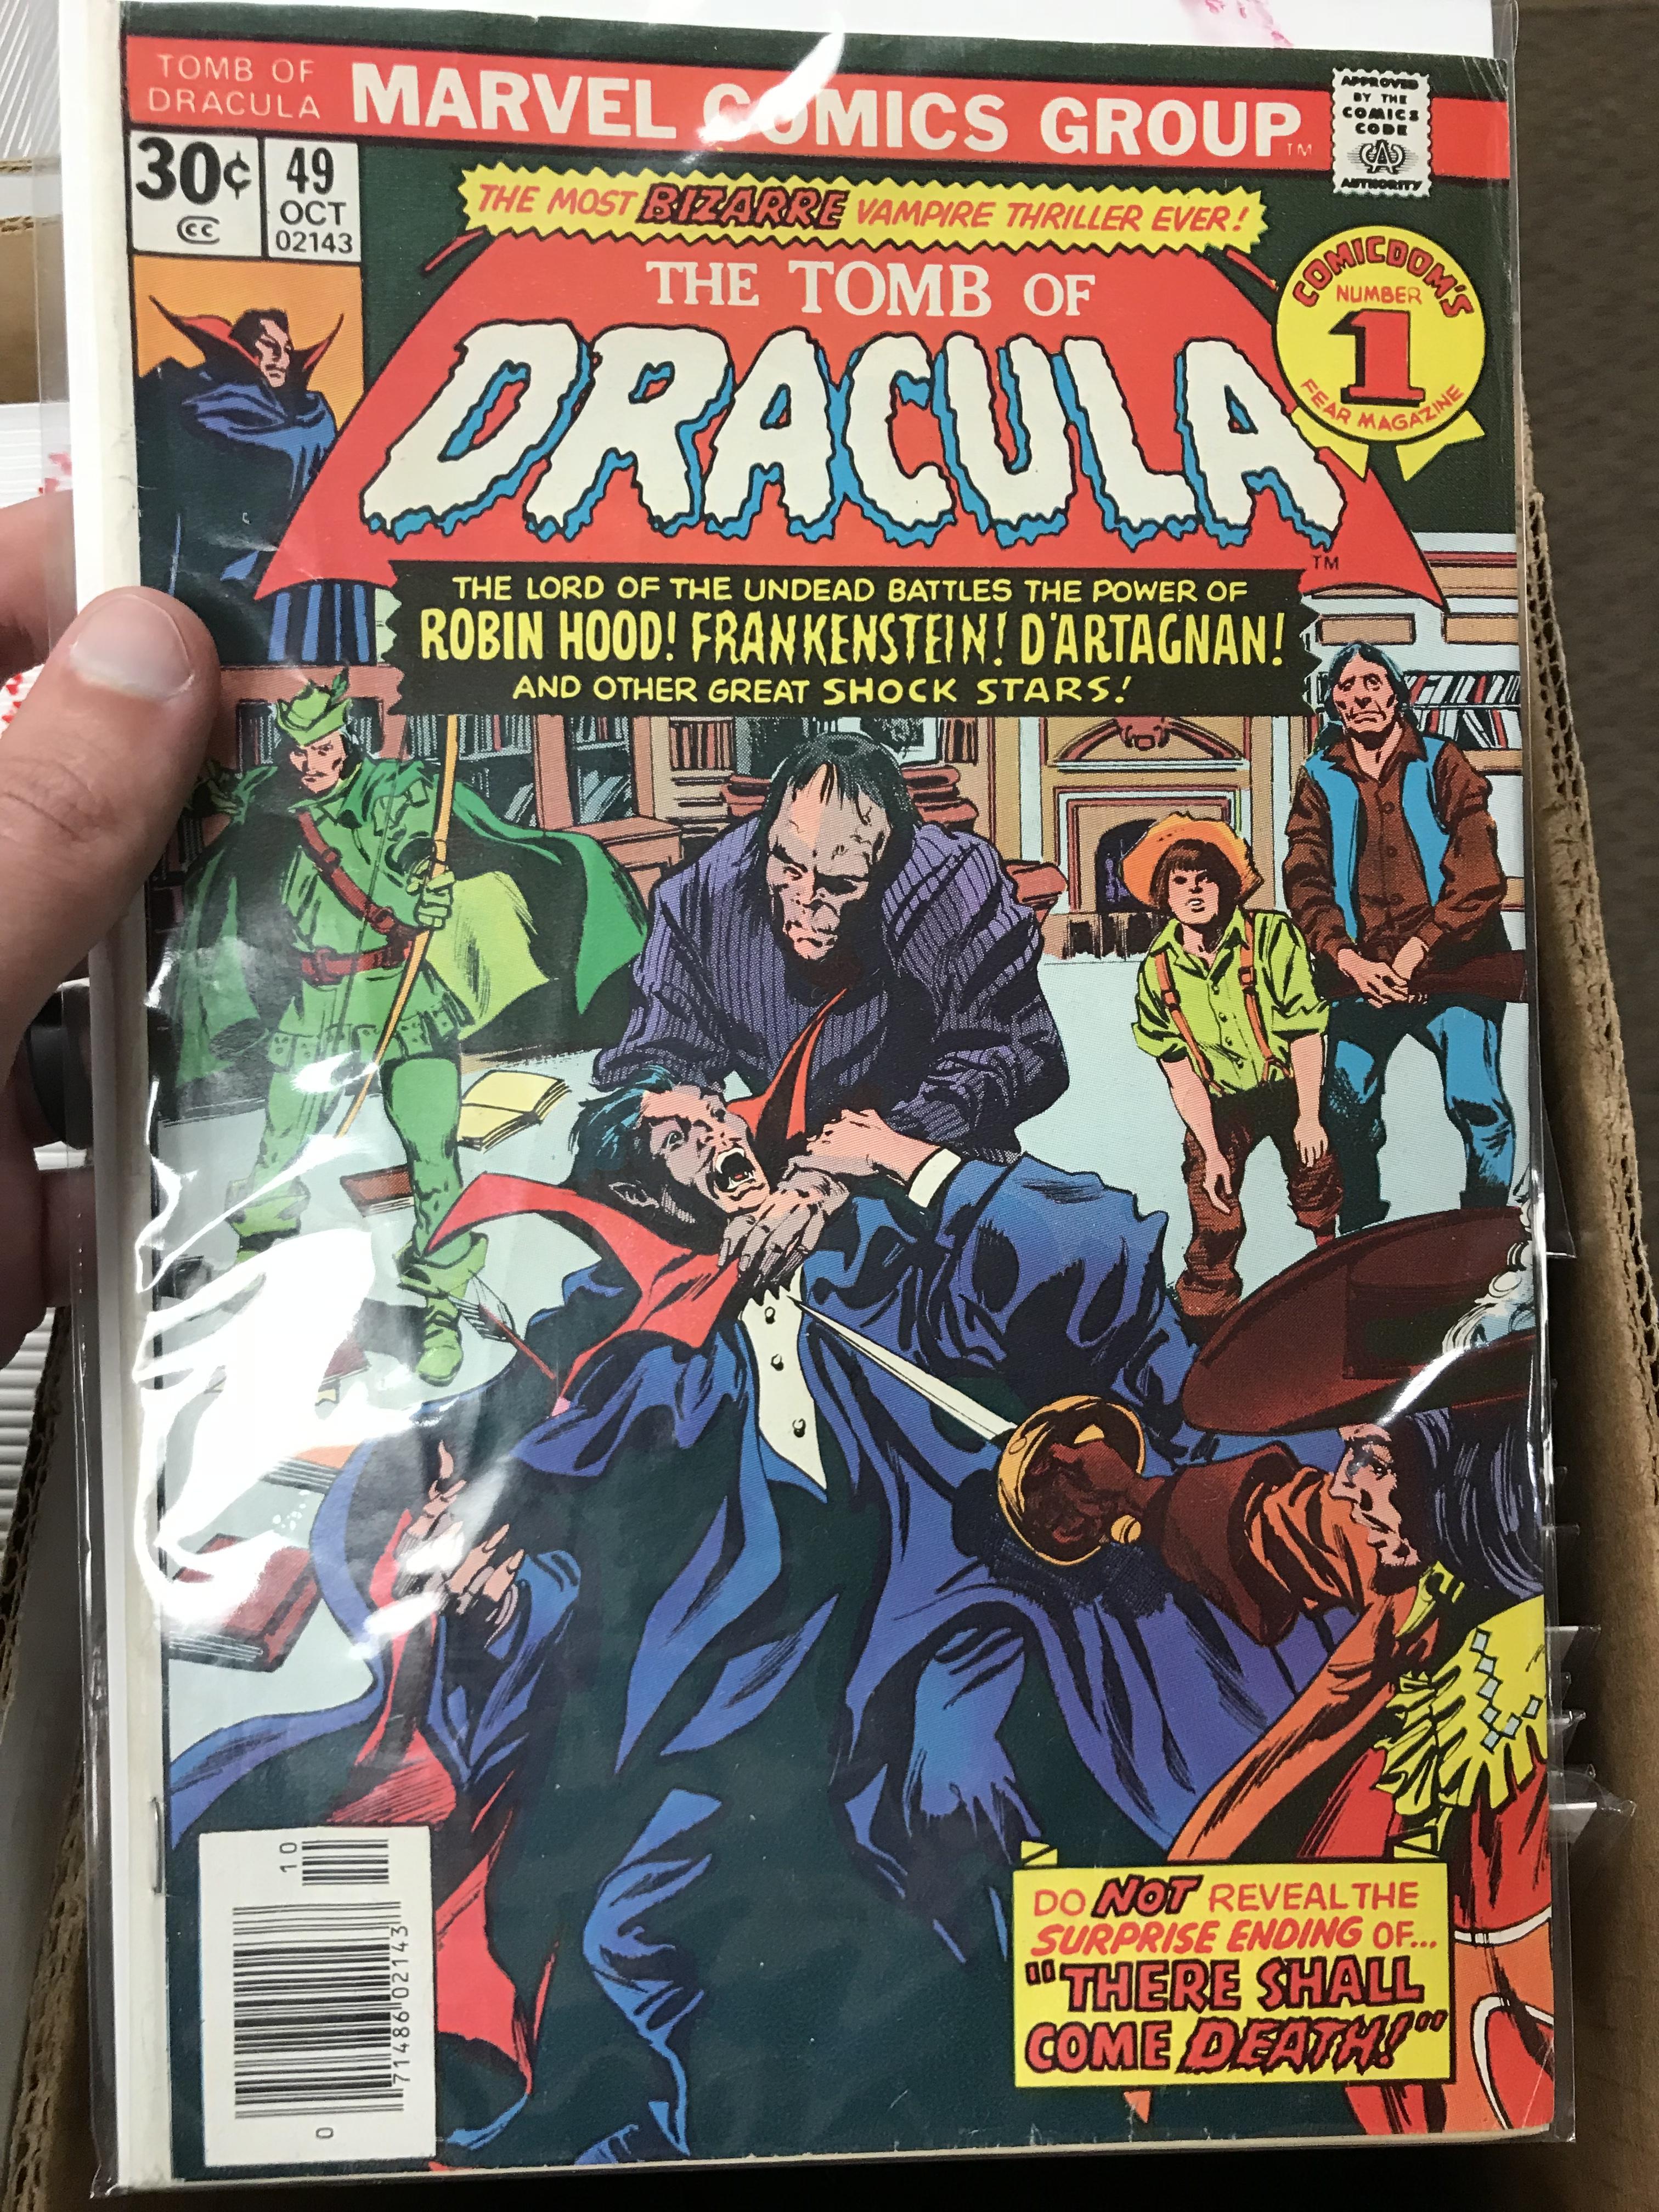 TOMB OF
DRACULA
MARVEL COMICS GROUP™
APPROVED
BY THE
COMICS
CODE
CA
AUTHORITY
30¢
CC
49
OCT
02143
THE MOST BIZARRE VAMPIRE THRILLER EVER!
COMICDOM'S
NUMBER
1
FEAR MAGAZINE
THE TOMB OF
DRACULA
TM
THE LORD OF THE UNDEAD BATTLES THE POWER OF
ROBIN HOOD! FRANKENSTEIN! D'ARTAGNAN!
AND OTHER GREAT SHOCK STARS!
DO NOT REVEAL THE
SURPRISE ENDING OF...
"THERE SHALL
COME DEATH!"
10
0 71486 02143